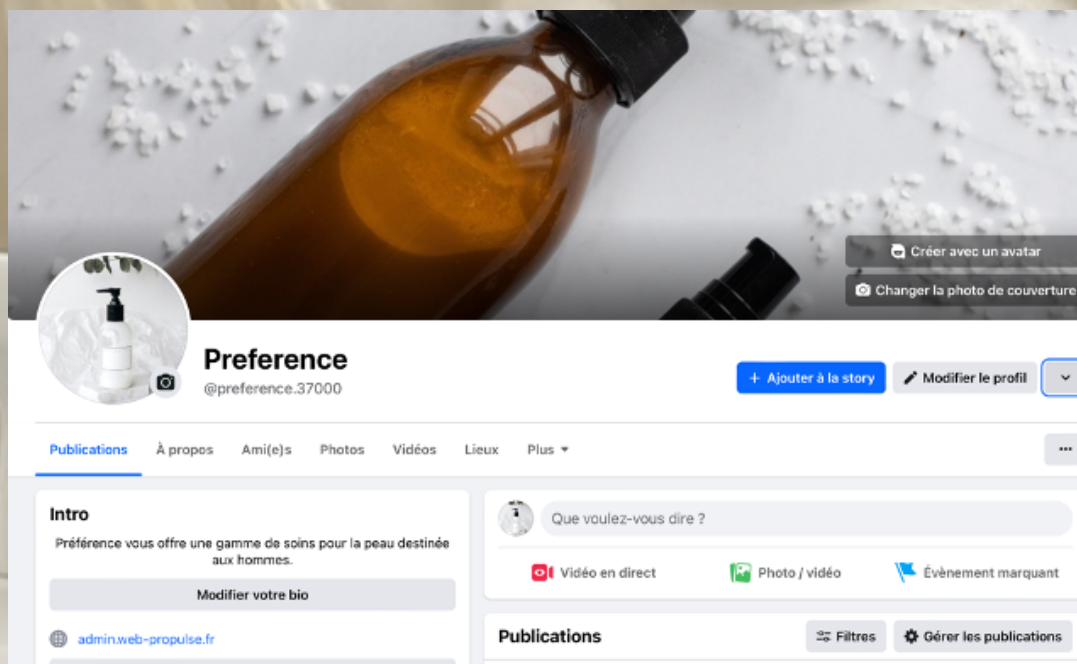 Créer avec un avatar
Changer la photo de couverture
Preference
@preference.37000
+ Ajouter à la story
Modifier le profil
Publications À propos Ami(e)s Photos Vidéos Lieux Plus
Intro
Préférence vous offre une gamme de soins pour la peau destinée
aux hommes.
Modifier votre bio
admin.web-propulse.fr
Que voulez-vous dire ?
Vidéo en direct Photo / vidéo Évènement marquant
Publications
Filtres
Gérer les publications